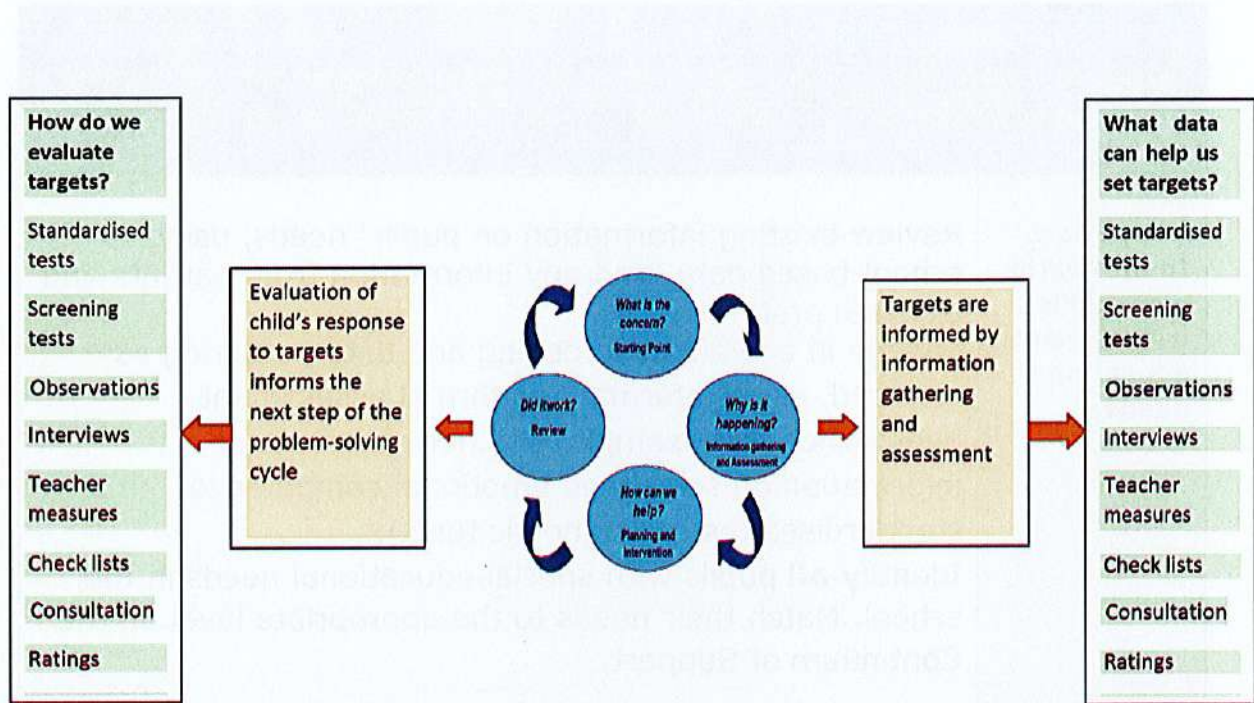 How do we
evaluate
targets?
Standardised
tests
Screening
tests
Observations
Interviews
Teacher
measures
Check lists
Consultation
Ratings
Evaluation of
child's response
to targets
informs the
next step of the
problem-solving
cycle
What is the
concern?
Starting Point
Why is it
happening?
Information gathering
and Assessment
How can we
help?
Planning and
intervention
Did it work?
Review
Targets are
informed by
information
gathering
and
assessment
What data
can help us
set targets?
Standardised
tests
Screening
tests
Observations
Interviews
Teacher
measures
Check lists
Consultation
Ratings